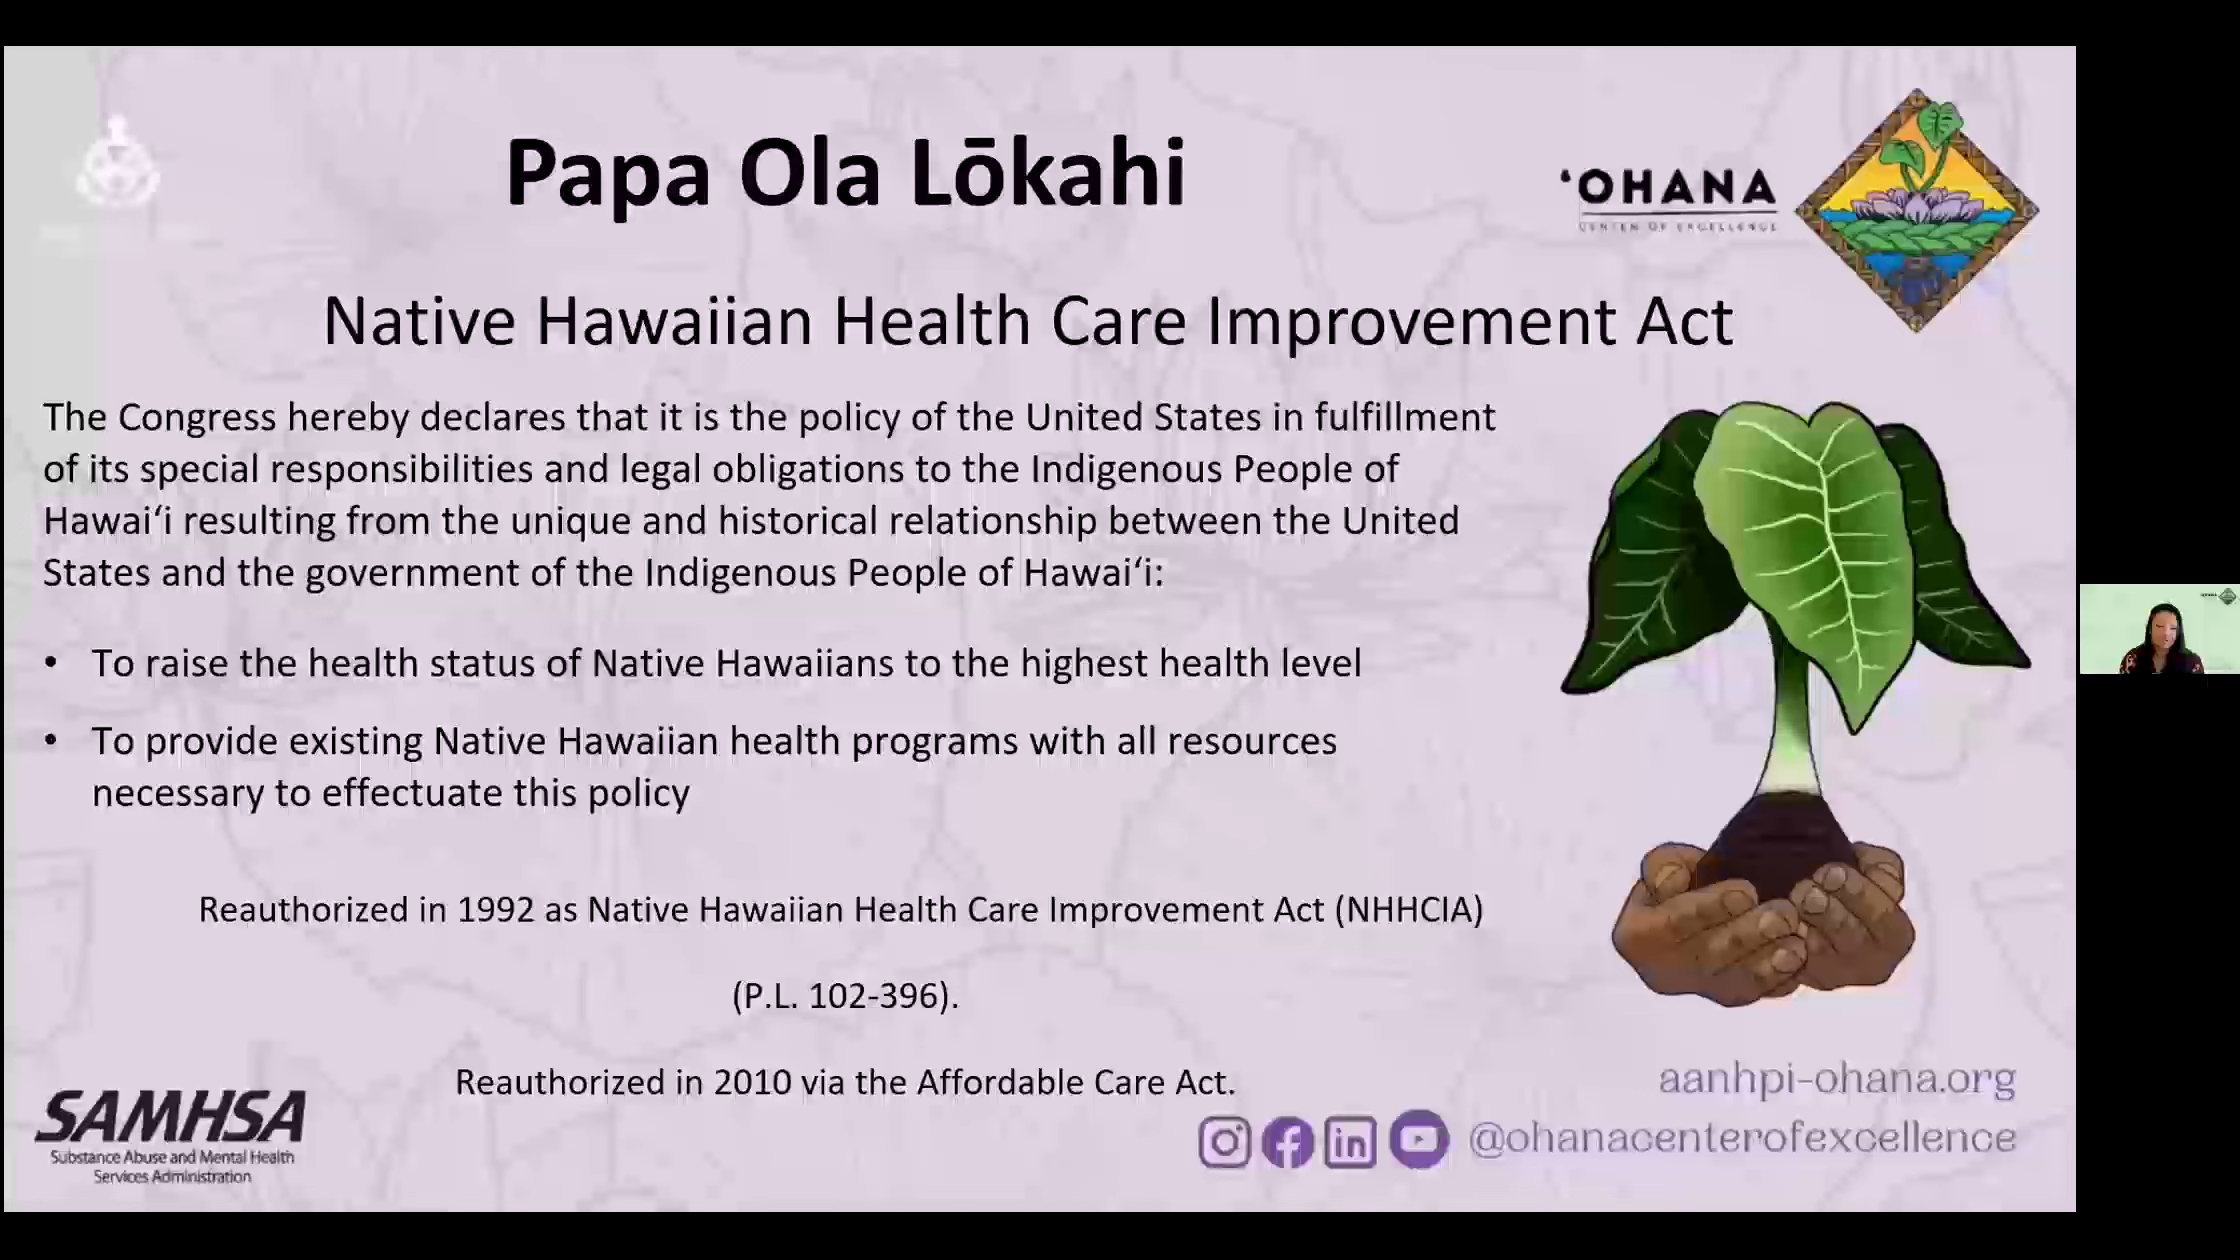 Papa Ola Lōkahi
ʻOHANA
CENTER OF EXCELLENCE
Native Hawaiian Health Care Improvement Act
The Congress hereby declares that it is the policy of the United States in fulfillment
of its special responsibilities and legal obligations to the Indigenous People of
Hawaiʻi resulting from the unique and historical relationship between the United
States and the government of the Indigenous People of Hawaiʻi:
• To raise the health status of Native Hawaiians to the highest health level
• To provide existing Native Hawaiian health programs with all resources
necessary to effectuate this policy
Reauthorized in 1992 as Native Hawaiian Health Care Improvement Act (NHHCIA)
(P.L. 102-396).
Reauthorized in 2010 via the Affordable Care Act.
SAMHSA
Substance Abuse and Mental Health
Services Administration
aanhpi-ohana.org
@ohanacenterofexcellence